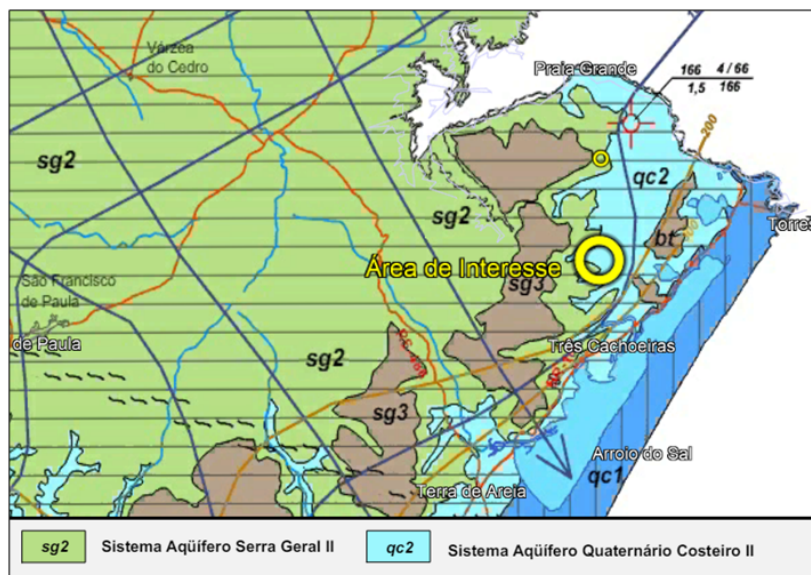 Várzea
do Cedro
Praia Grande
166 4/66
1,5 166
200
sg2
qc2
sg2
Torres
bt
Área de Interesse
sg3
São Francisco
de Paula
de Paula
sg2
Três Cachoeiras
sg3
Arroio do Sal
qc1
Terra de Areia
sg2 Sistema Aqüífero Serra Geral II
qc2 Sistema Aqüífero Quaternário Costeiro II